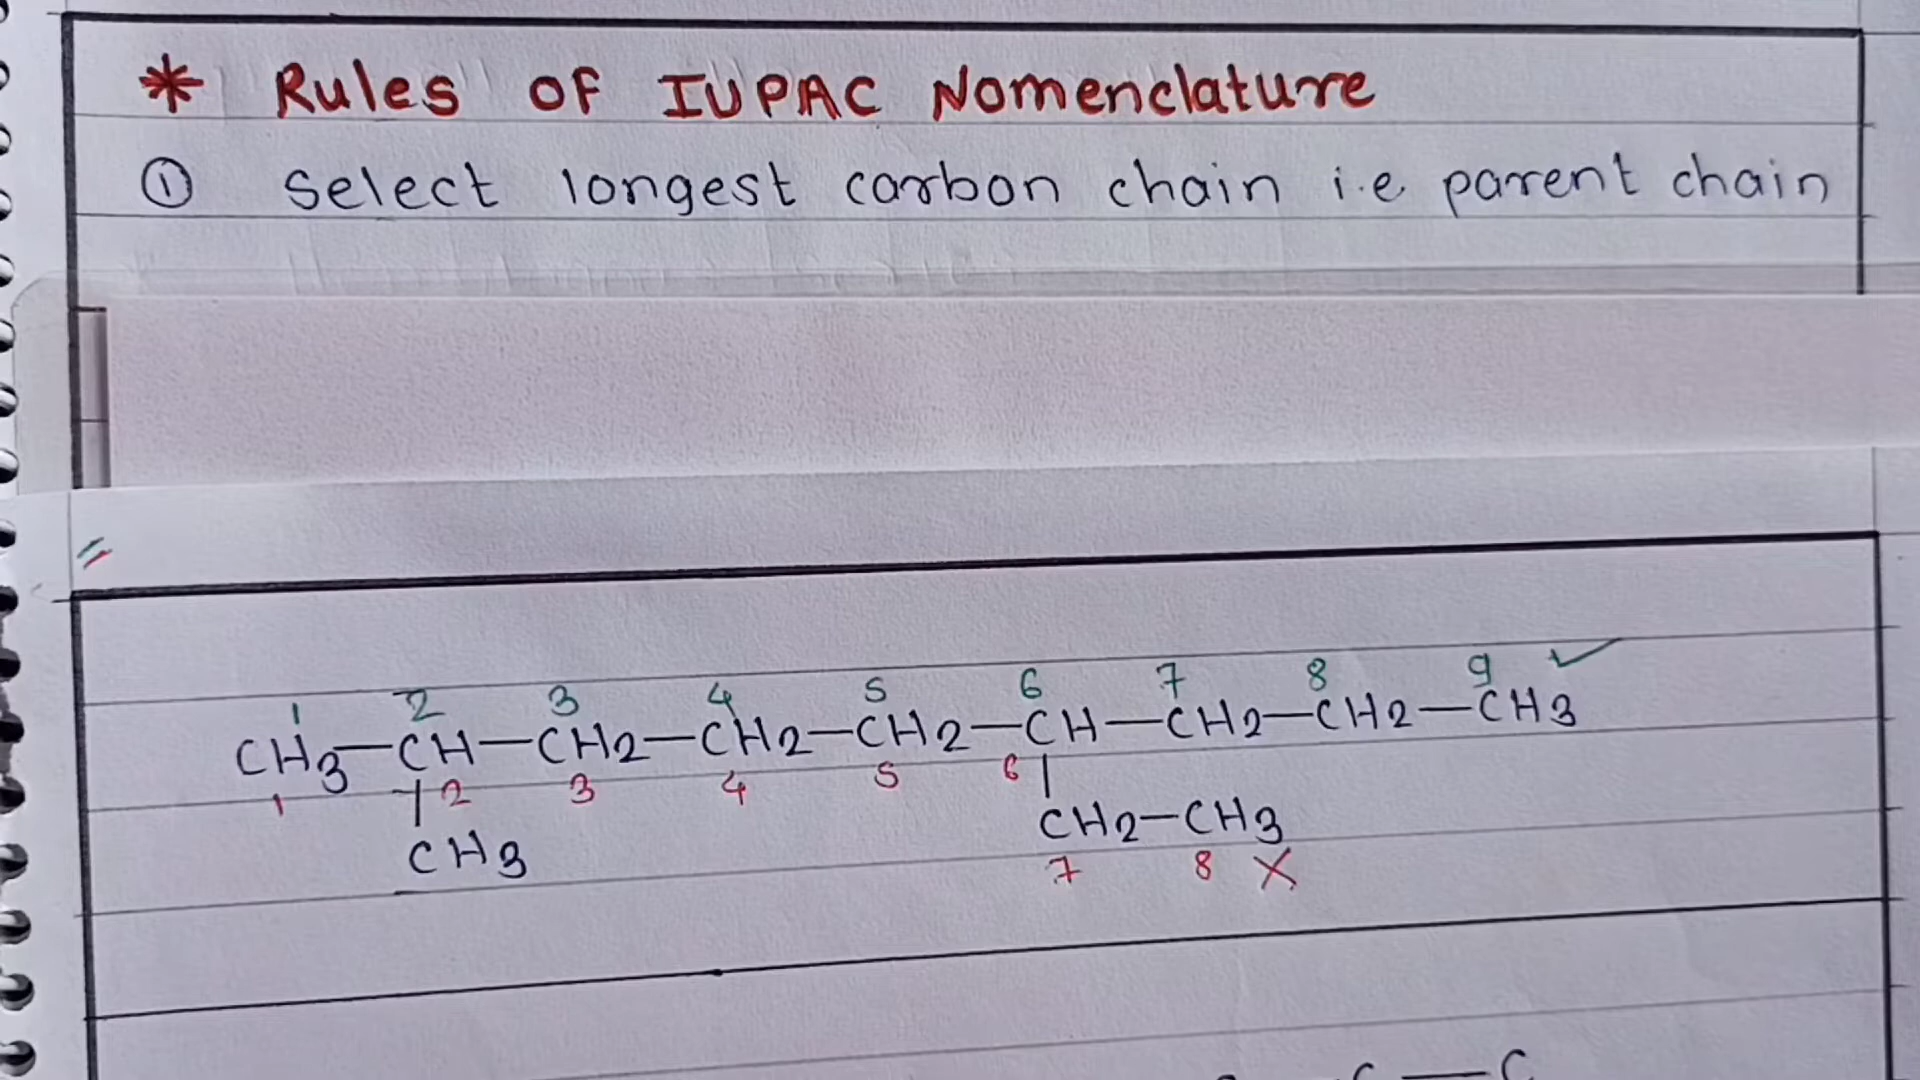 * Rules OF IUPAC Nomenclature
① Select longest carbon chain i.e parent chain
1 2 3 4 5 6 7 8 9 ✓
CH3—CH—CH2—CH2—CH2—CH—CH2—CH2—CH3
1 2 3 4 5 6
CH3 CH2—CH3
7 8 X
C—C